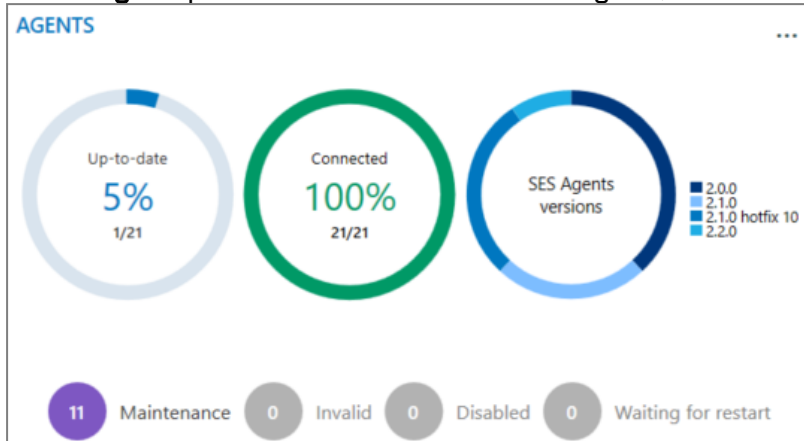 AGENTS
...
Up-to-date
5%
1/21
Connected
100%
21/21
SES Agents
versions
2.0.0
2.1.0
2.1.0 hotfix 10
2.2.0
11 Maintenance 0 Invalid 0 Disabled 0 Waiting for restart